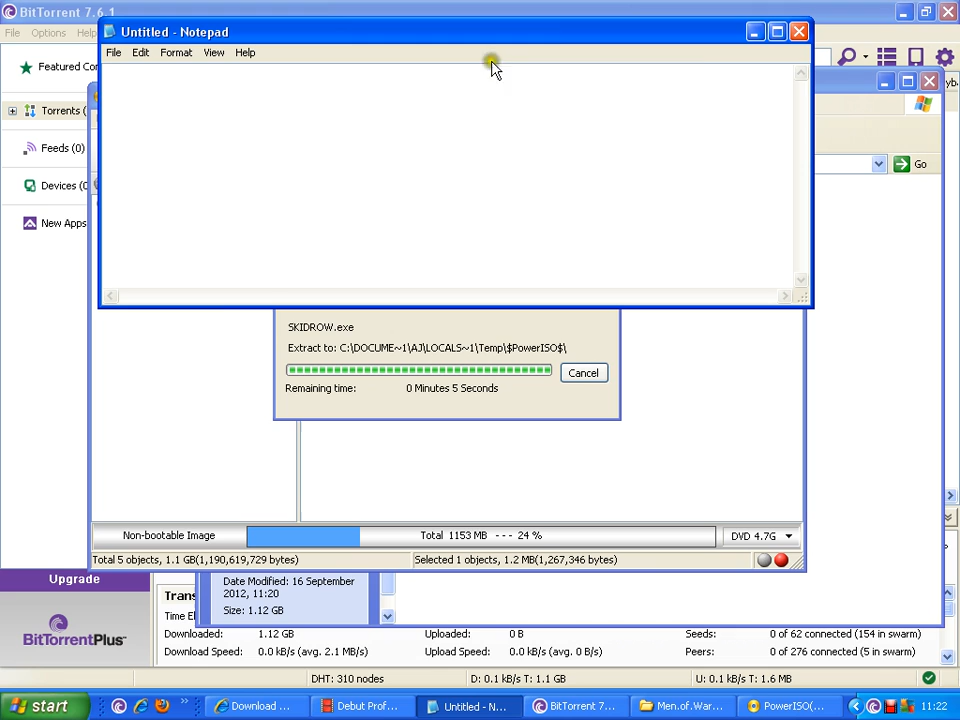 BitTorrent 7.6.1
File Options Help
Untitled - Notepad
File Edit Format View Help
Featured Con
Torrents (
Feeds (0)
Devices (0
New Apps
Go
SKIDROW.exe
Extract to: C:\DOCUME~1\AJ\LOCALS~1\Temp\$PowerISO$\
Cancel
Remaining time: 0 Minutes 5 Seconds
Non-bootable Image Total 1153 MB --- 24 % DVD 4.7G
Total 5 objects, 1.1 GB(1,190,619,729 bytes) Selected 1 objects, 1.2 MB(1,267,346 bytes)
Upgrade
BitTorrentPlus
Date Modified: 16 September
2012, 11:20
Size: 1.12 GB
Trans
Time El
Downloaded: 1.12 GB Uploaded: 0 B Seeds: 0 of 62 connected (154 in swarm)
Download Speed: 0.0 kB/s (avg. 2.1 MB/s) Upload Speed: 0.0 kB/s (avg. 0 B/s) Peers: 0 of 276 connected (5 in swarm)
DHT: 310 nodes D: 0.1 kB/s T: 1.1 GB U: 0.1 kB/s T: 1.6 MB
start Download ... Debut Prof... Untitled - N... BitTorrent 7... Men.of.War... PowerISO(... 11:22